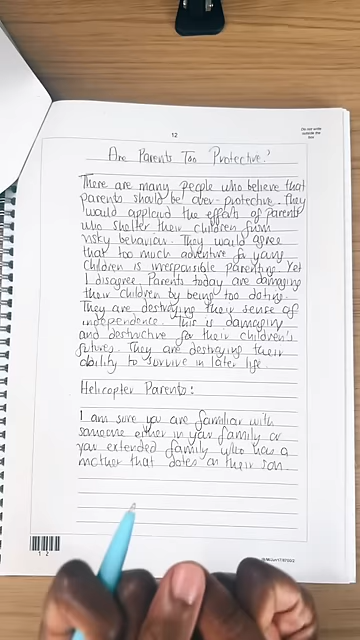 12
Do not write
outside the
box
Are Parents Too Protective?
There are many people who believe that
parents should be over-protective. They
would applaud the efforts of parents
who shelter their children from
risky behaviour. They would agree
that too much adventure for young
children is irresponsible parenting. Yet
I disagree. Parents today are damaging
their children by being too doting.
They are destroying their sense of
independence. This is damaging
and destructive for their children's
futures. They are destroying their
ability to survive in later life.
Helicopter Parents:
I am sure you are familiar with
someone either in your family or
your extended family who has a
mother that dotes on their son
1 2